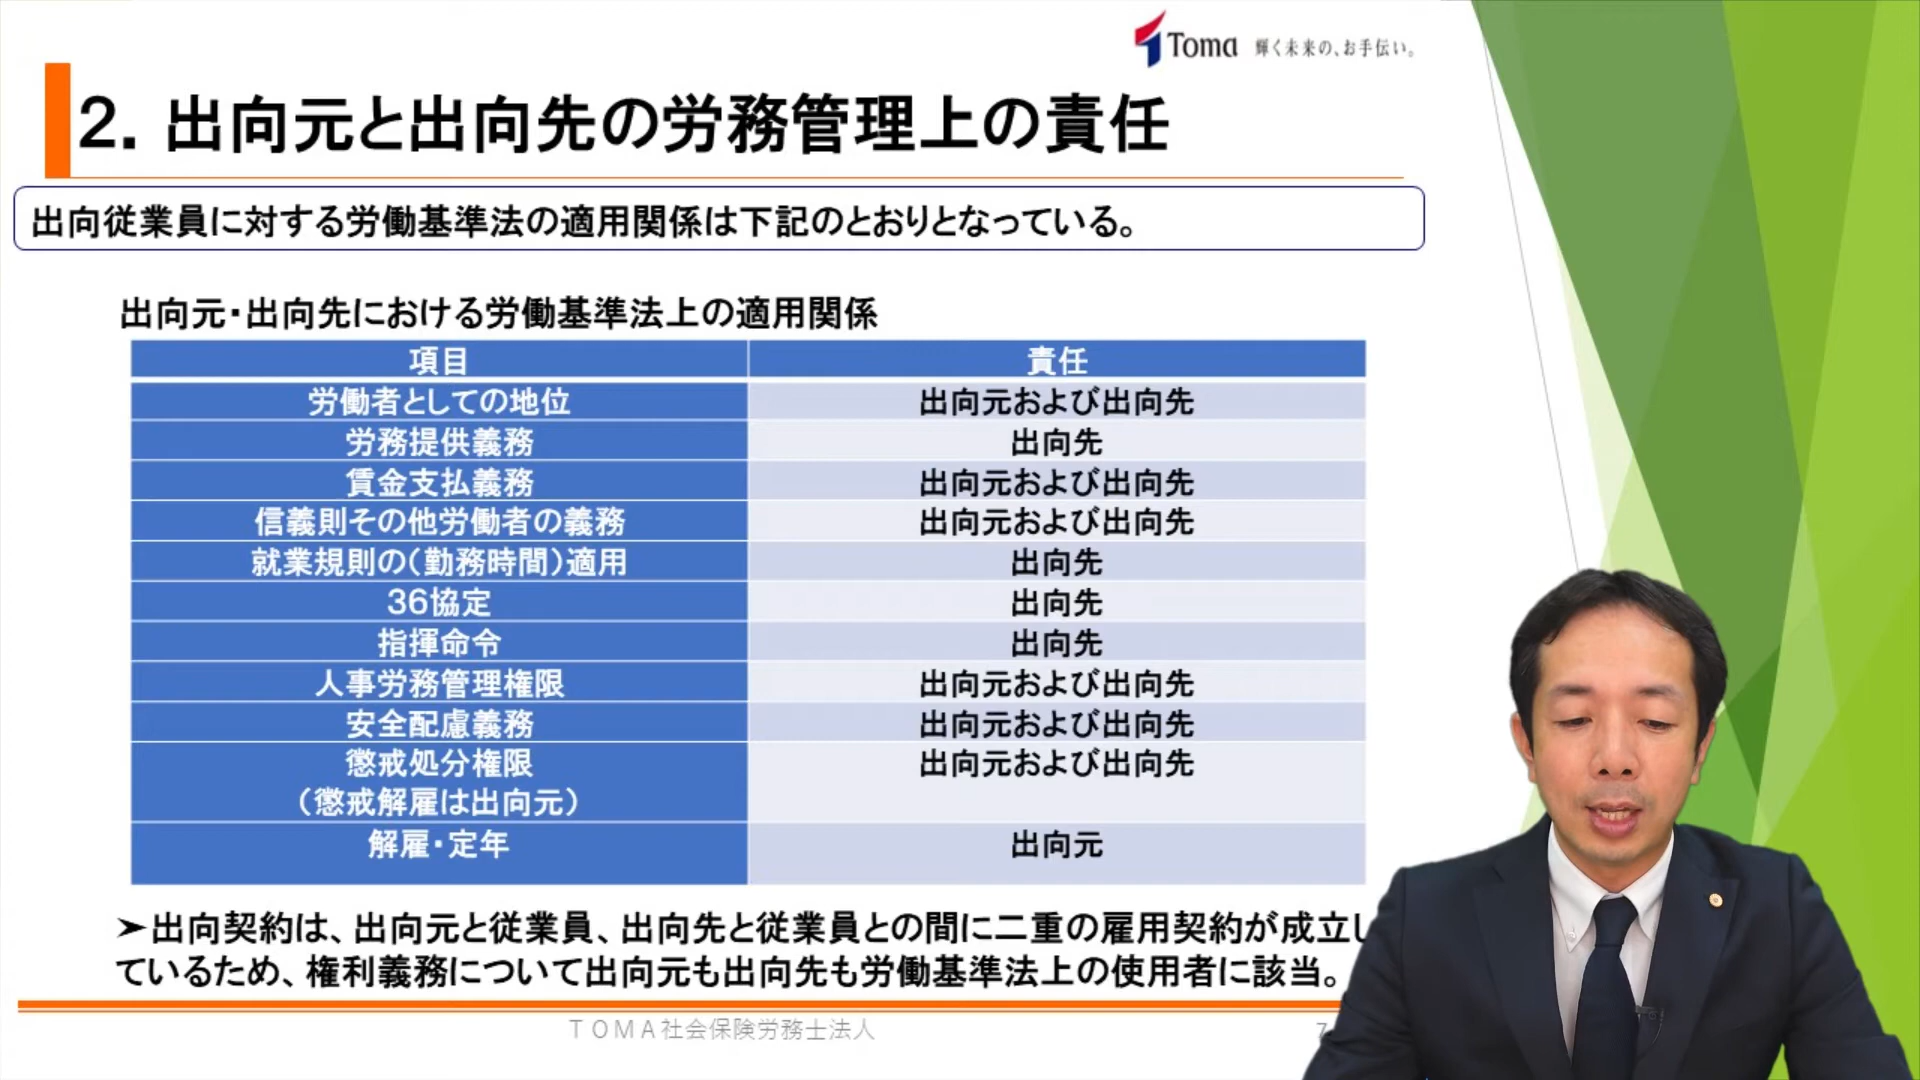 Toma 輝く未来の、お手伝い。
2. 出向元と出向先の労務管理上の責任
出向従業員に対する労働基準法の適用関係は下記のとおりとなっている。
出向元・出向先における労働基準法上の適用関係
項目 責任
労働者としての地位 出向元および出向先
労務提供義務 出向先
賃金支払義務 出向元および出向先
信義則その他労働者の義務 出向元および出向先
就業規則の(勤務時間)適用 出向先
36協定 出向先
指揮命令 出向先
人事労務管理権限 出向元および出向先
安全配慮義務 出向元および出向先
懲戒処分権限 出向元および出向先
(懲戒解雇は出向元)
解雇・定年 出向元
➤出向契約は、出向元と従業員、出向先と従業員との間に二重の雇用契約が成立し
ているため、権利義務について出向元も出向先も労働基準法上の使用者に該当。
TOMA社会保険労務士法人
7